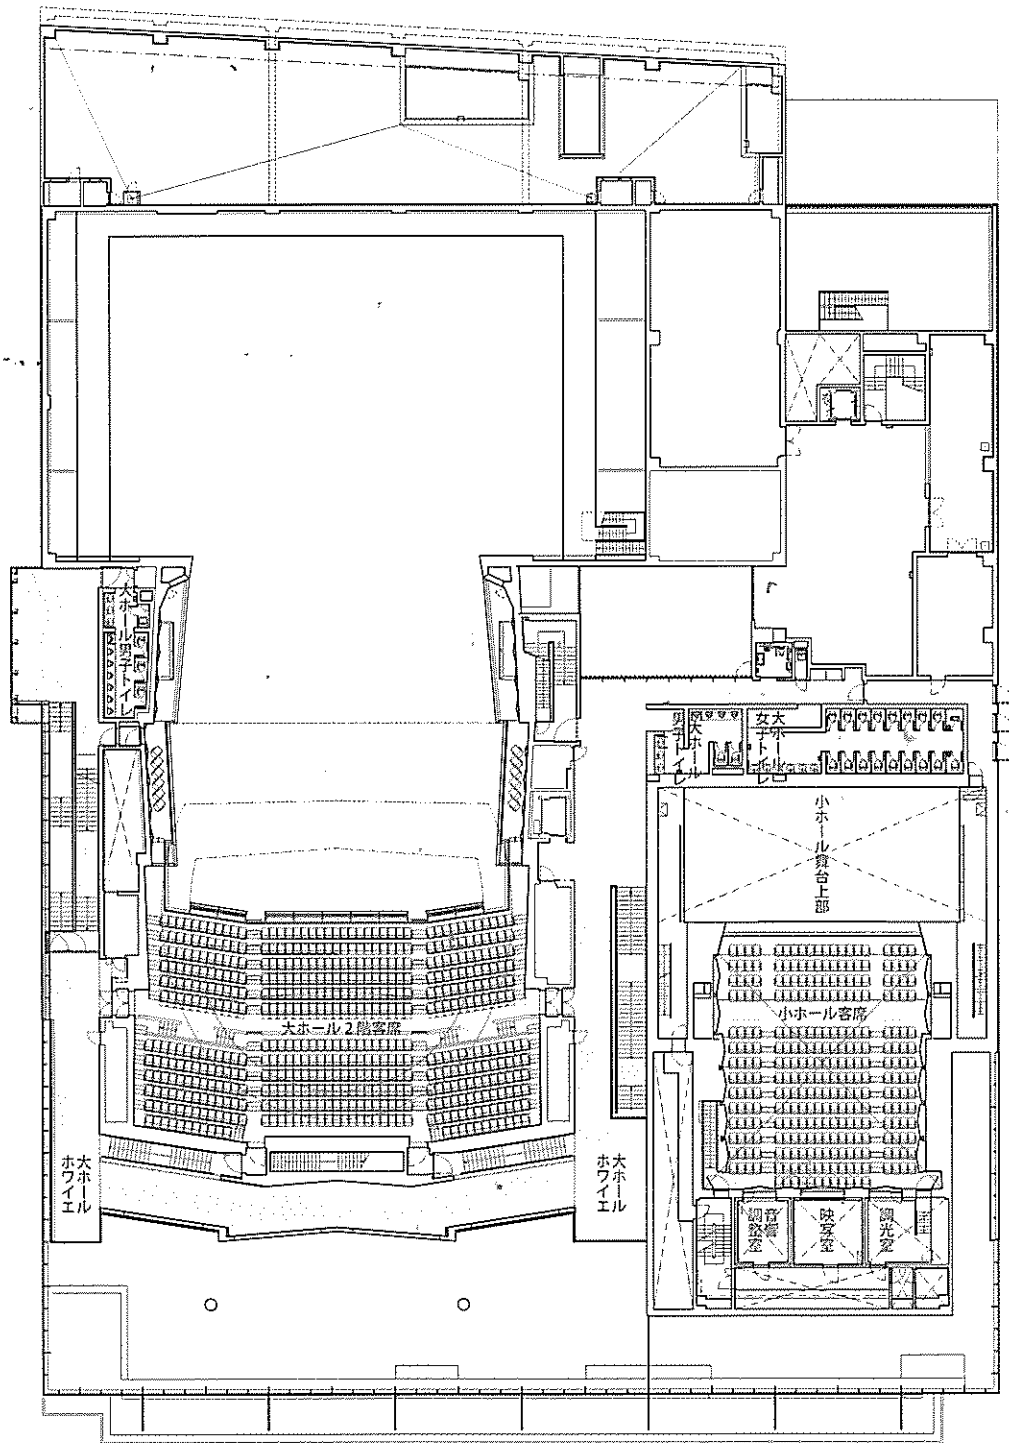 大ホール男子トイレ
大ホール
男子トイレ
大ホール
女子トイレ
小ホール舞台上部
大ホール2階客席
小ホール客席
大ホール
ホワイエ
大ホール
ホワイエ
音響
調整室
映写室
調光室